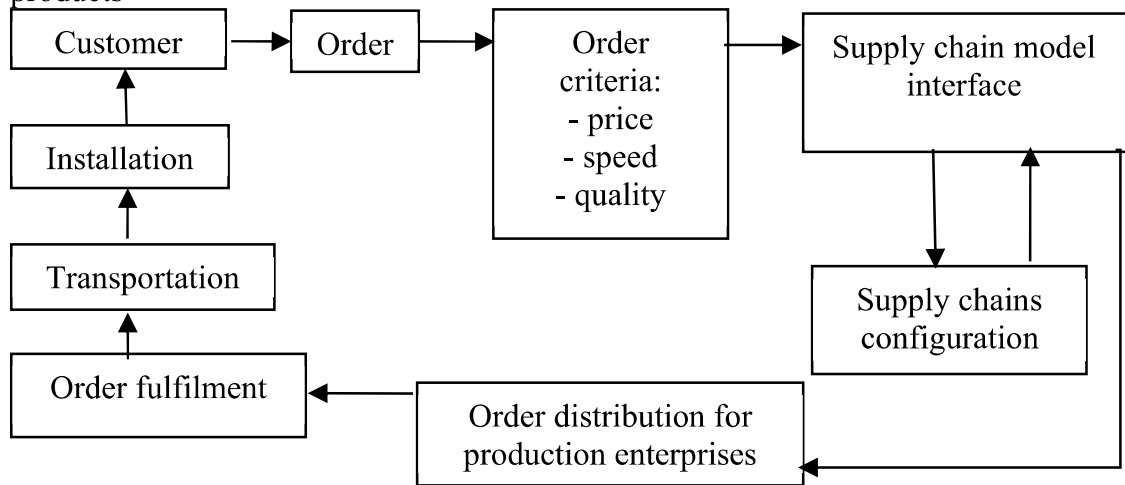 products
Customer
Order
Order
criteria:
- price
- speed
- quality
Supply chain model
interface
Installation
Transportation
Supply chains
configuration
Order fulfilment
Order distribution for
production enterprises